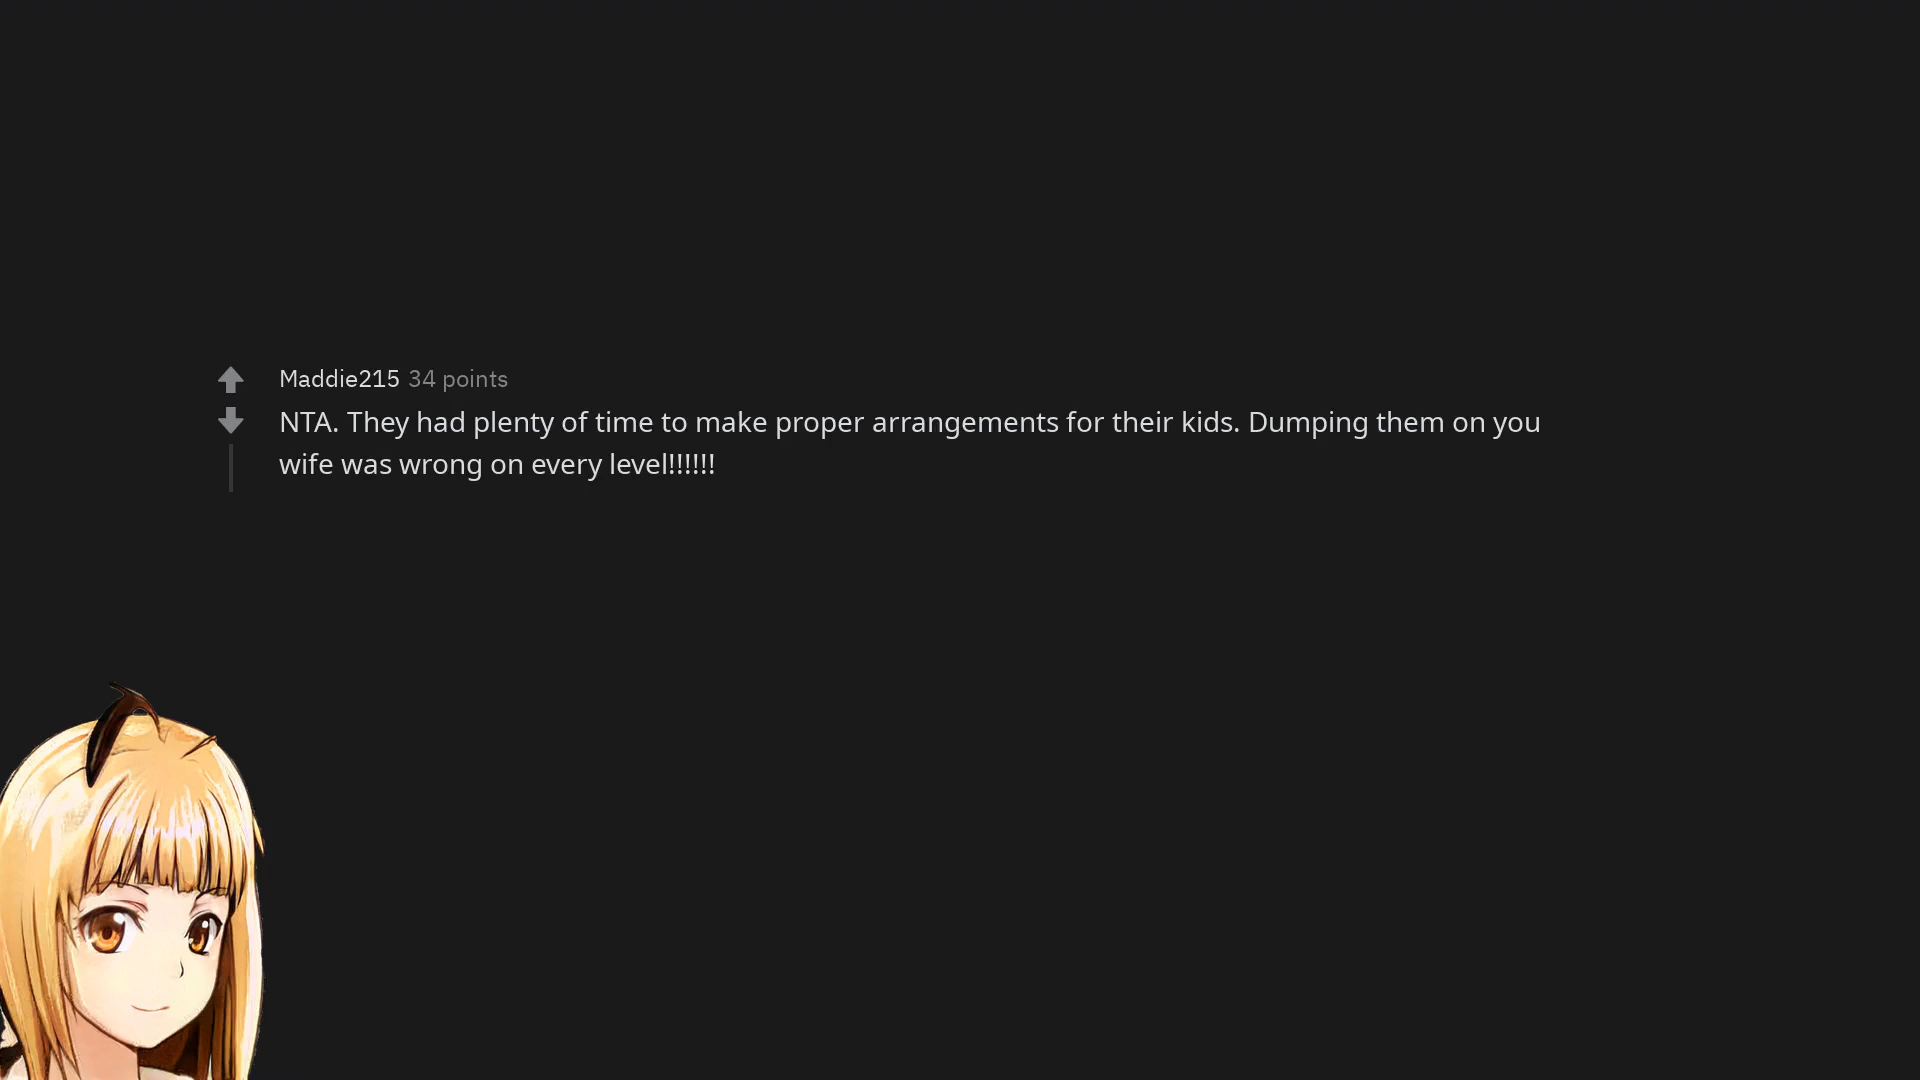 Maddie215 34 points
NTA. They had plenty of time to make proper arrangements for their kids. Dumping them on you
wife was wrong on every level!!!!!!